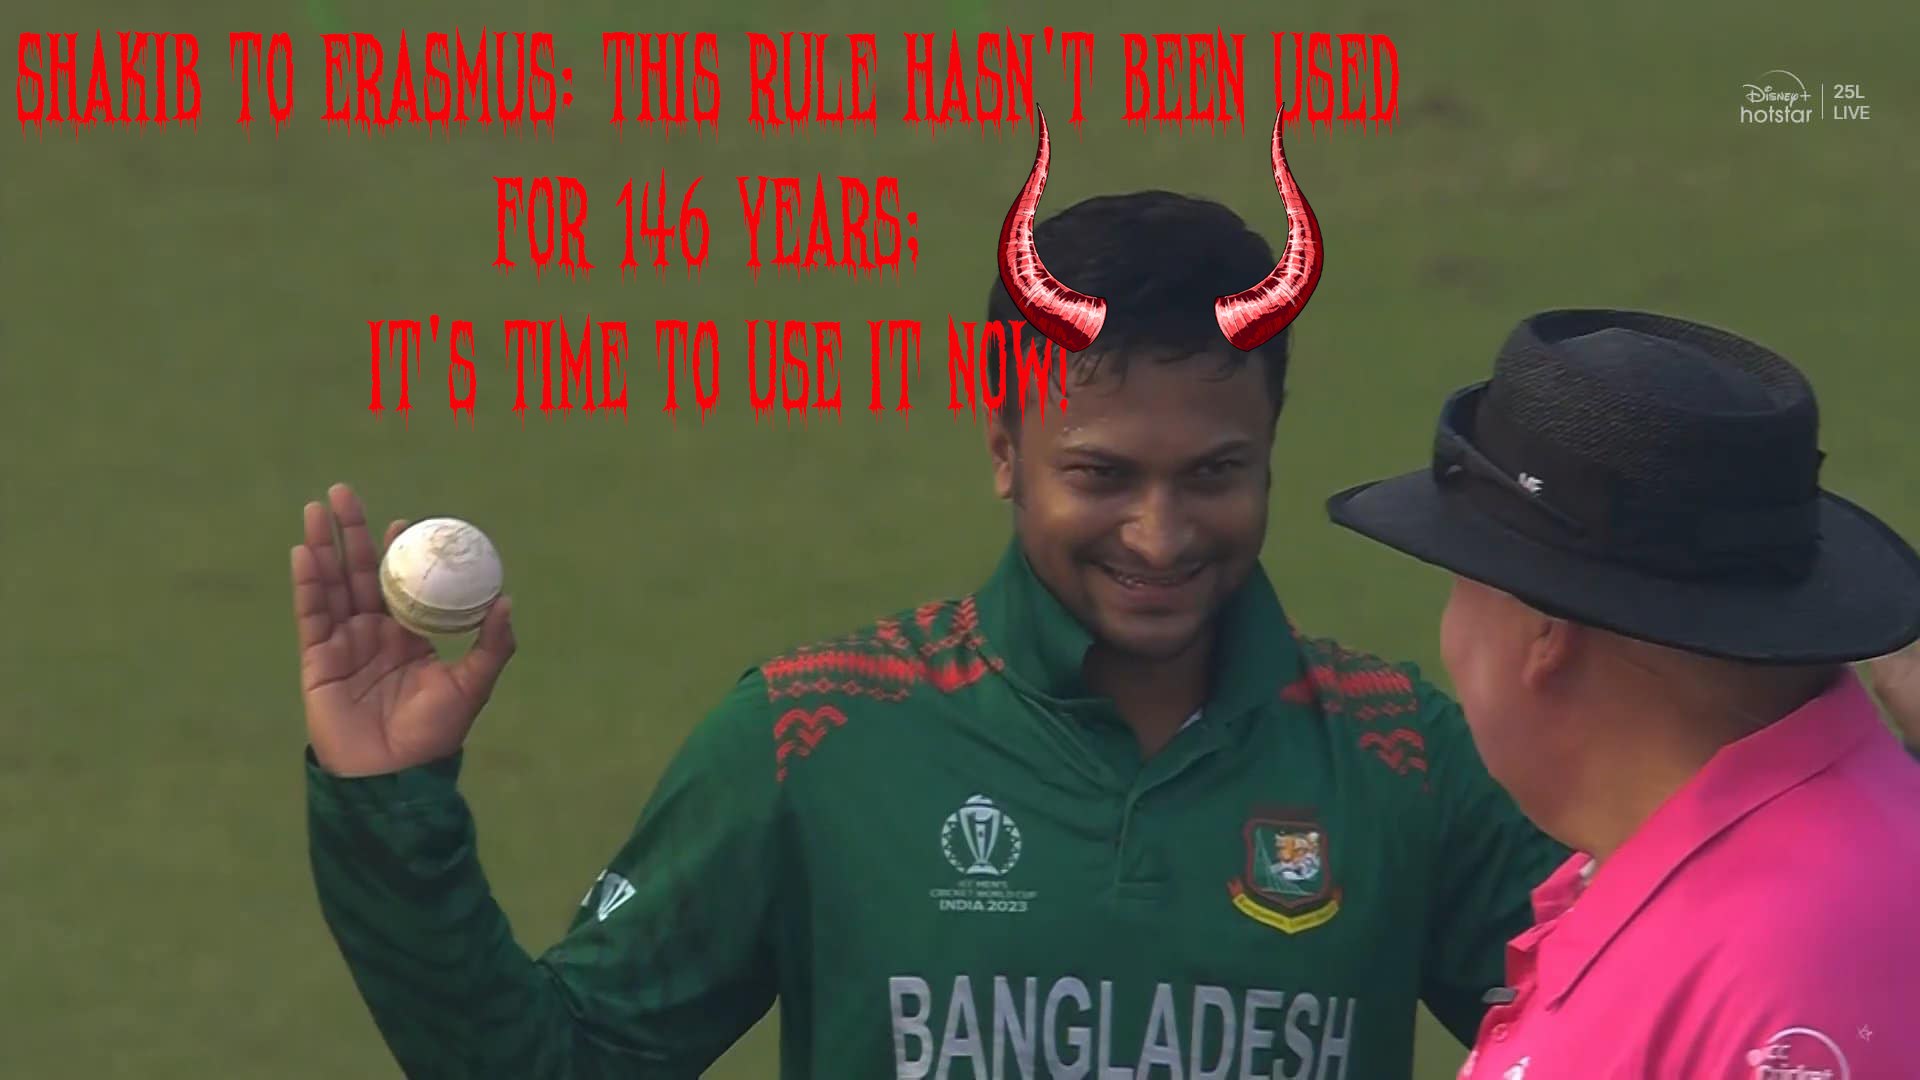 SHAKIB TO ERASMUS: THIS RULE HASN'T BEEN USED
FOR 146 YEARS;
IT'S TIME TO USE IT NOW!
DISNEY+
hotstar
25L
LIVE
ICC MEN'S
CRICKET WORLD CUP
INDIA 2023
BANGLADESH
Cricket